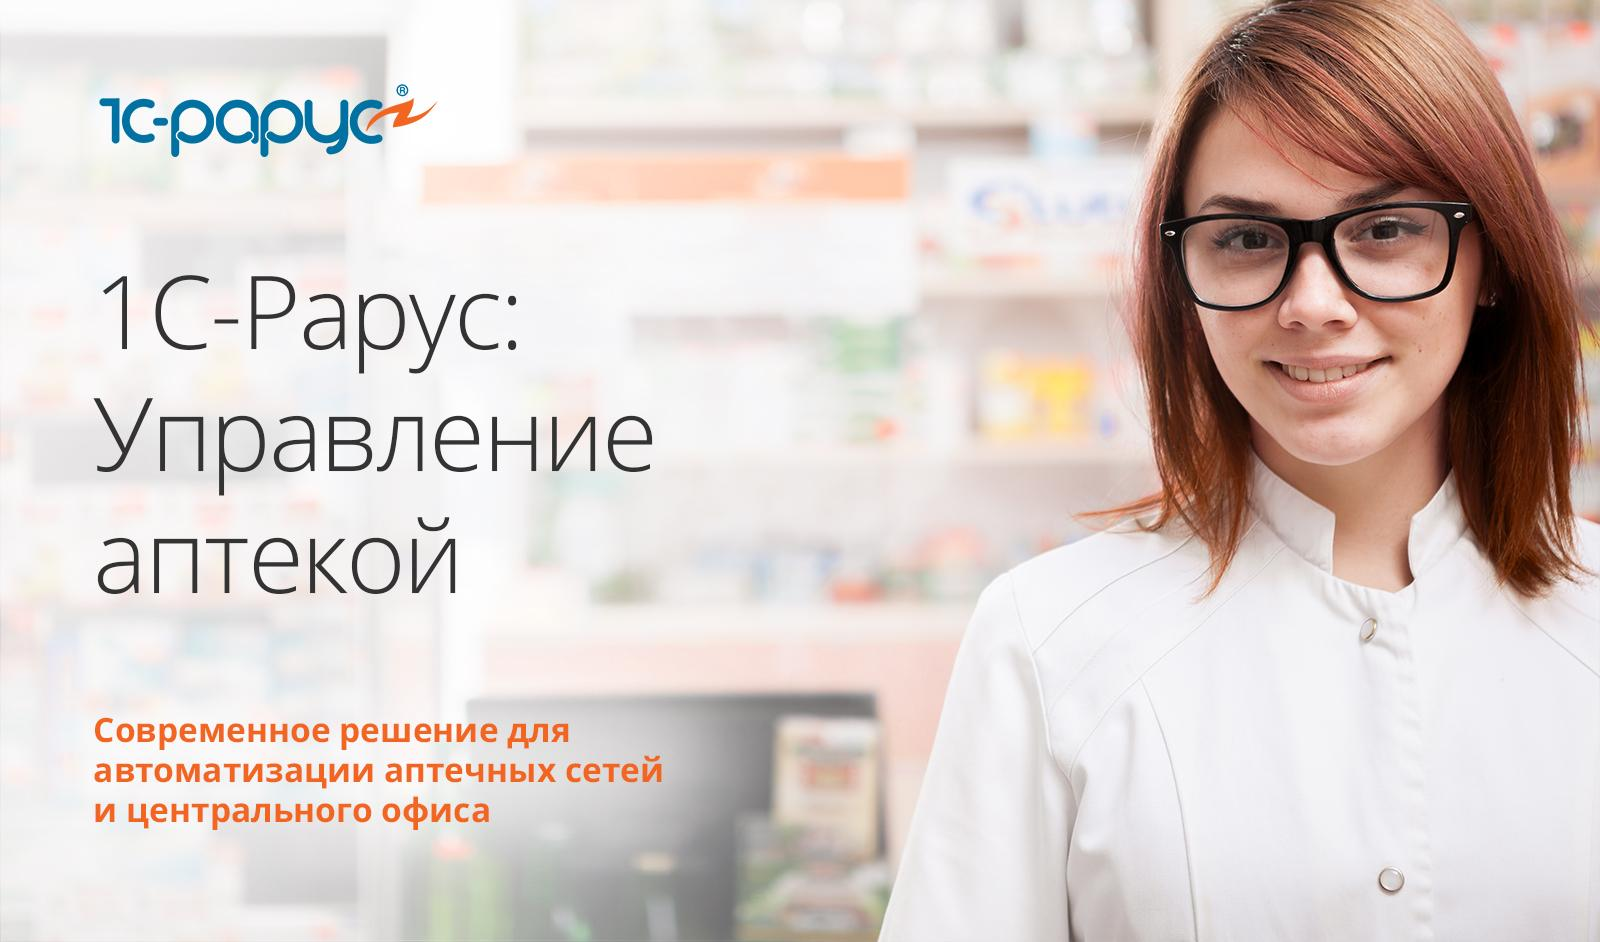 1С-рарус®
1С-Рарус:
Управление
аптекой
Современное решение для
автоматизации аптечных сетей
и центрального офиса